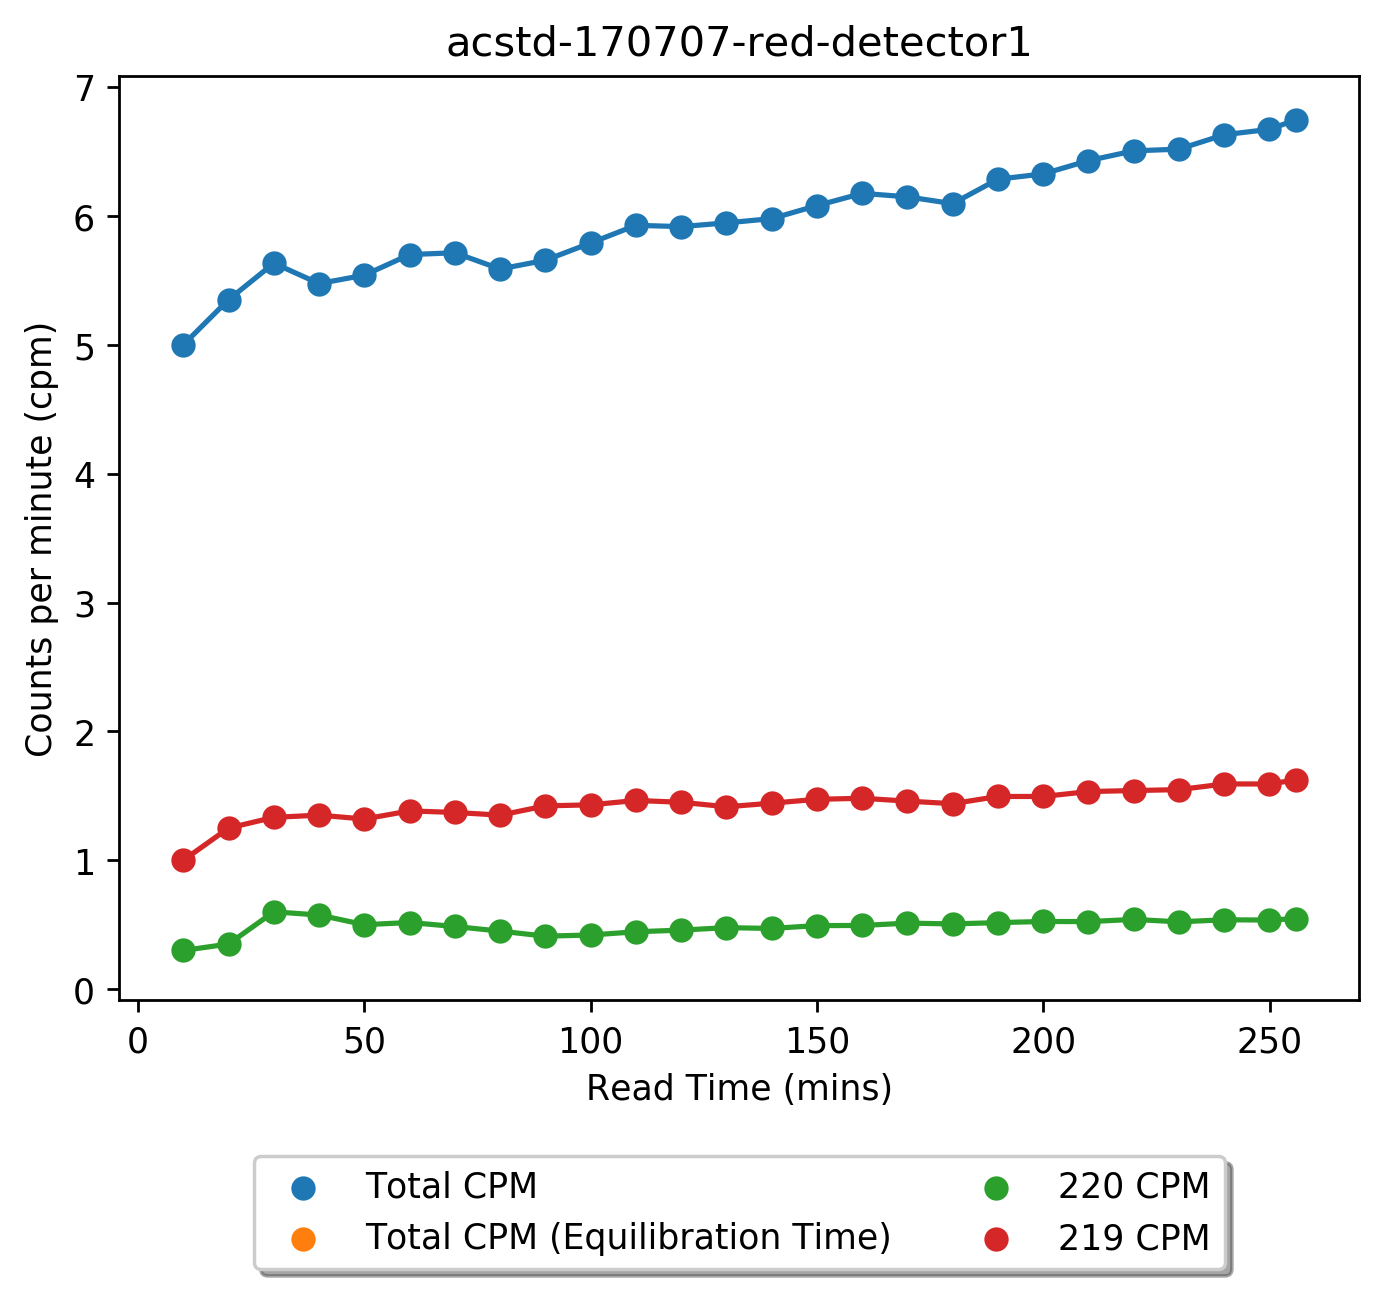 acstd-170707-red-detector1
7
6
5
4
3
2
1
0
Counts per minute (cpm)
0 50 100 150 200 250
Read Time (mins)
Total CPM
Total CPM (Equilibration Time)
220 CPM
219 CPM